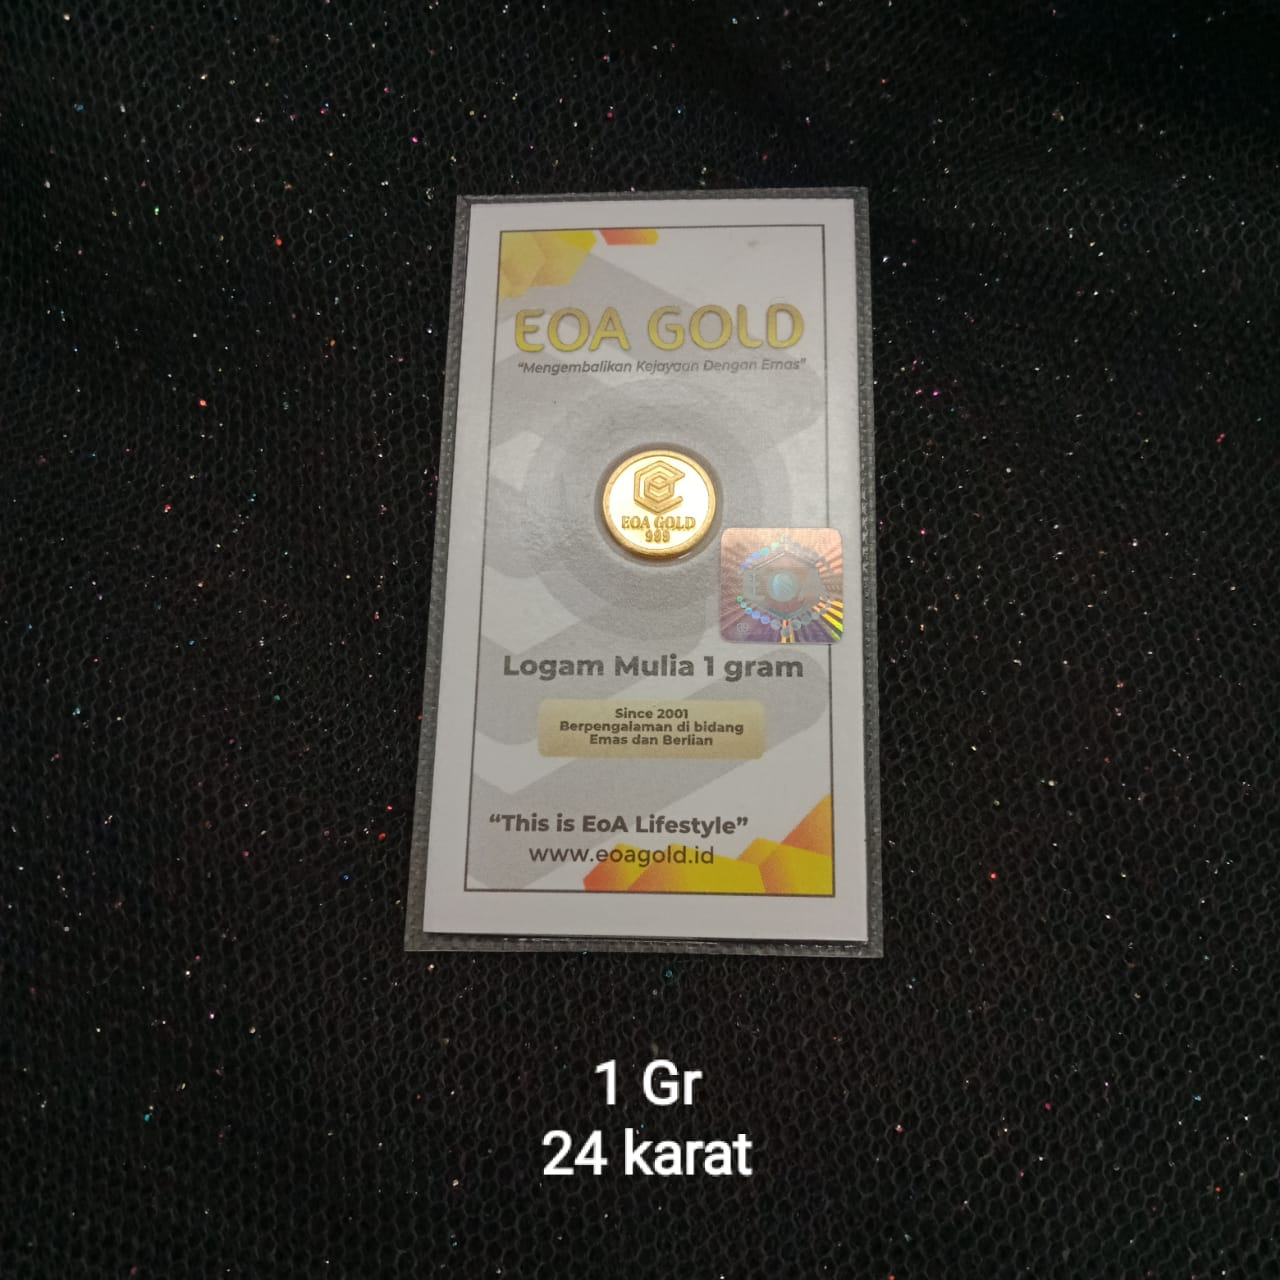 EOA GOLD
"Mengembalikan Kejayaan Dengan Emas"
EOA GOLD
999
Logam Mulia 1 gram
Since 2001
Berpengalaman di bidang
Emas dan Berlian
"This is EoA Lifestyle"
www.eoagold.id
1 Gr
24 karat